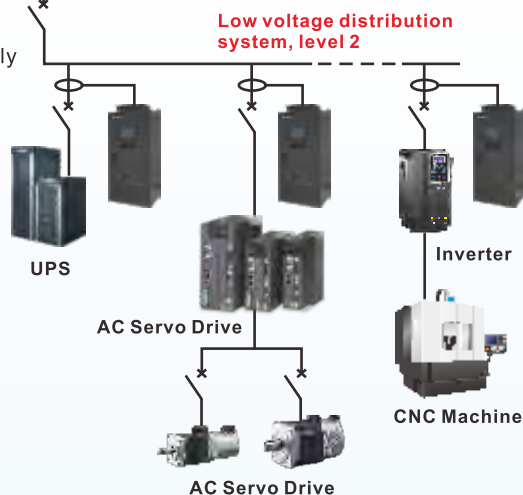 Low voltage distribution
system, level 2
ly
UPS
Inverter
AC Servo Drive
CNC Machine
AC Servo Drive